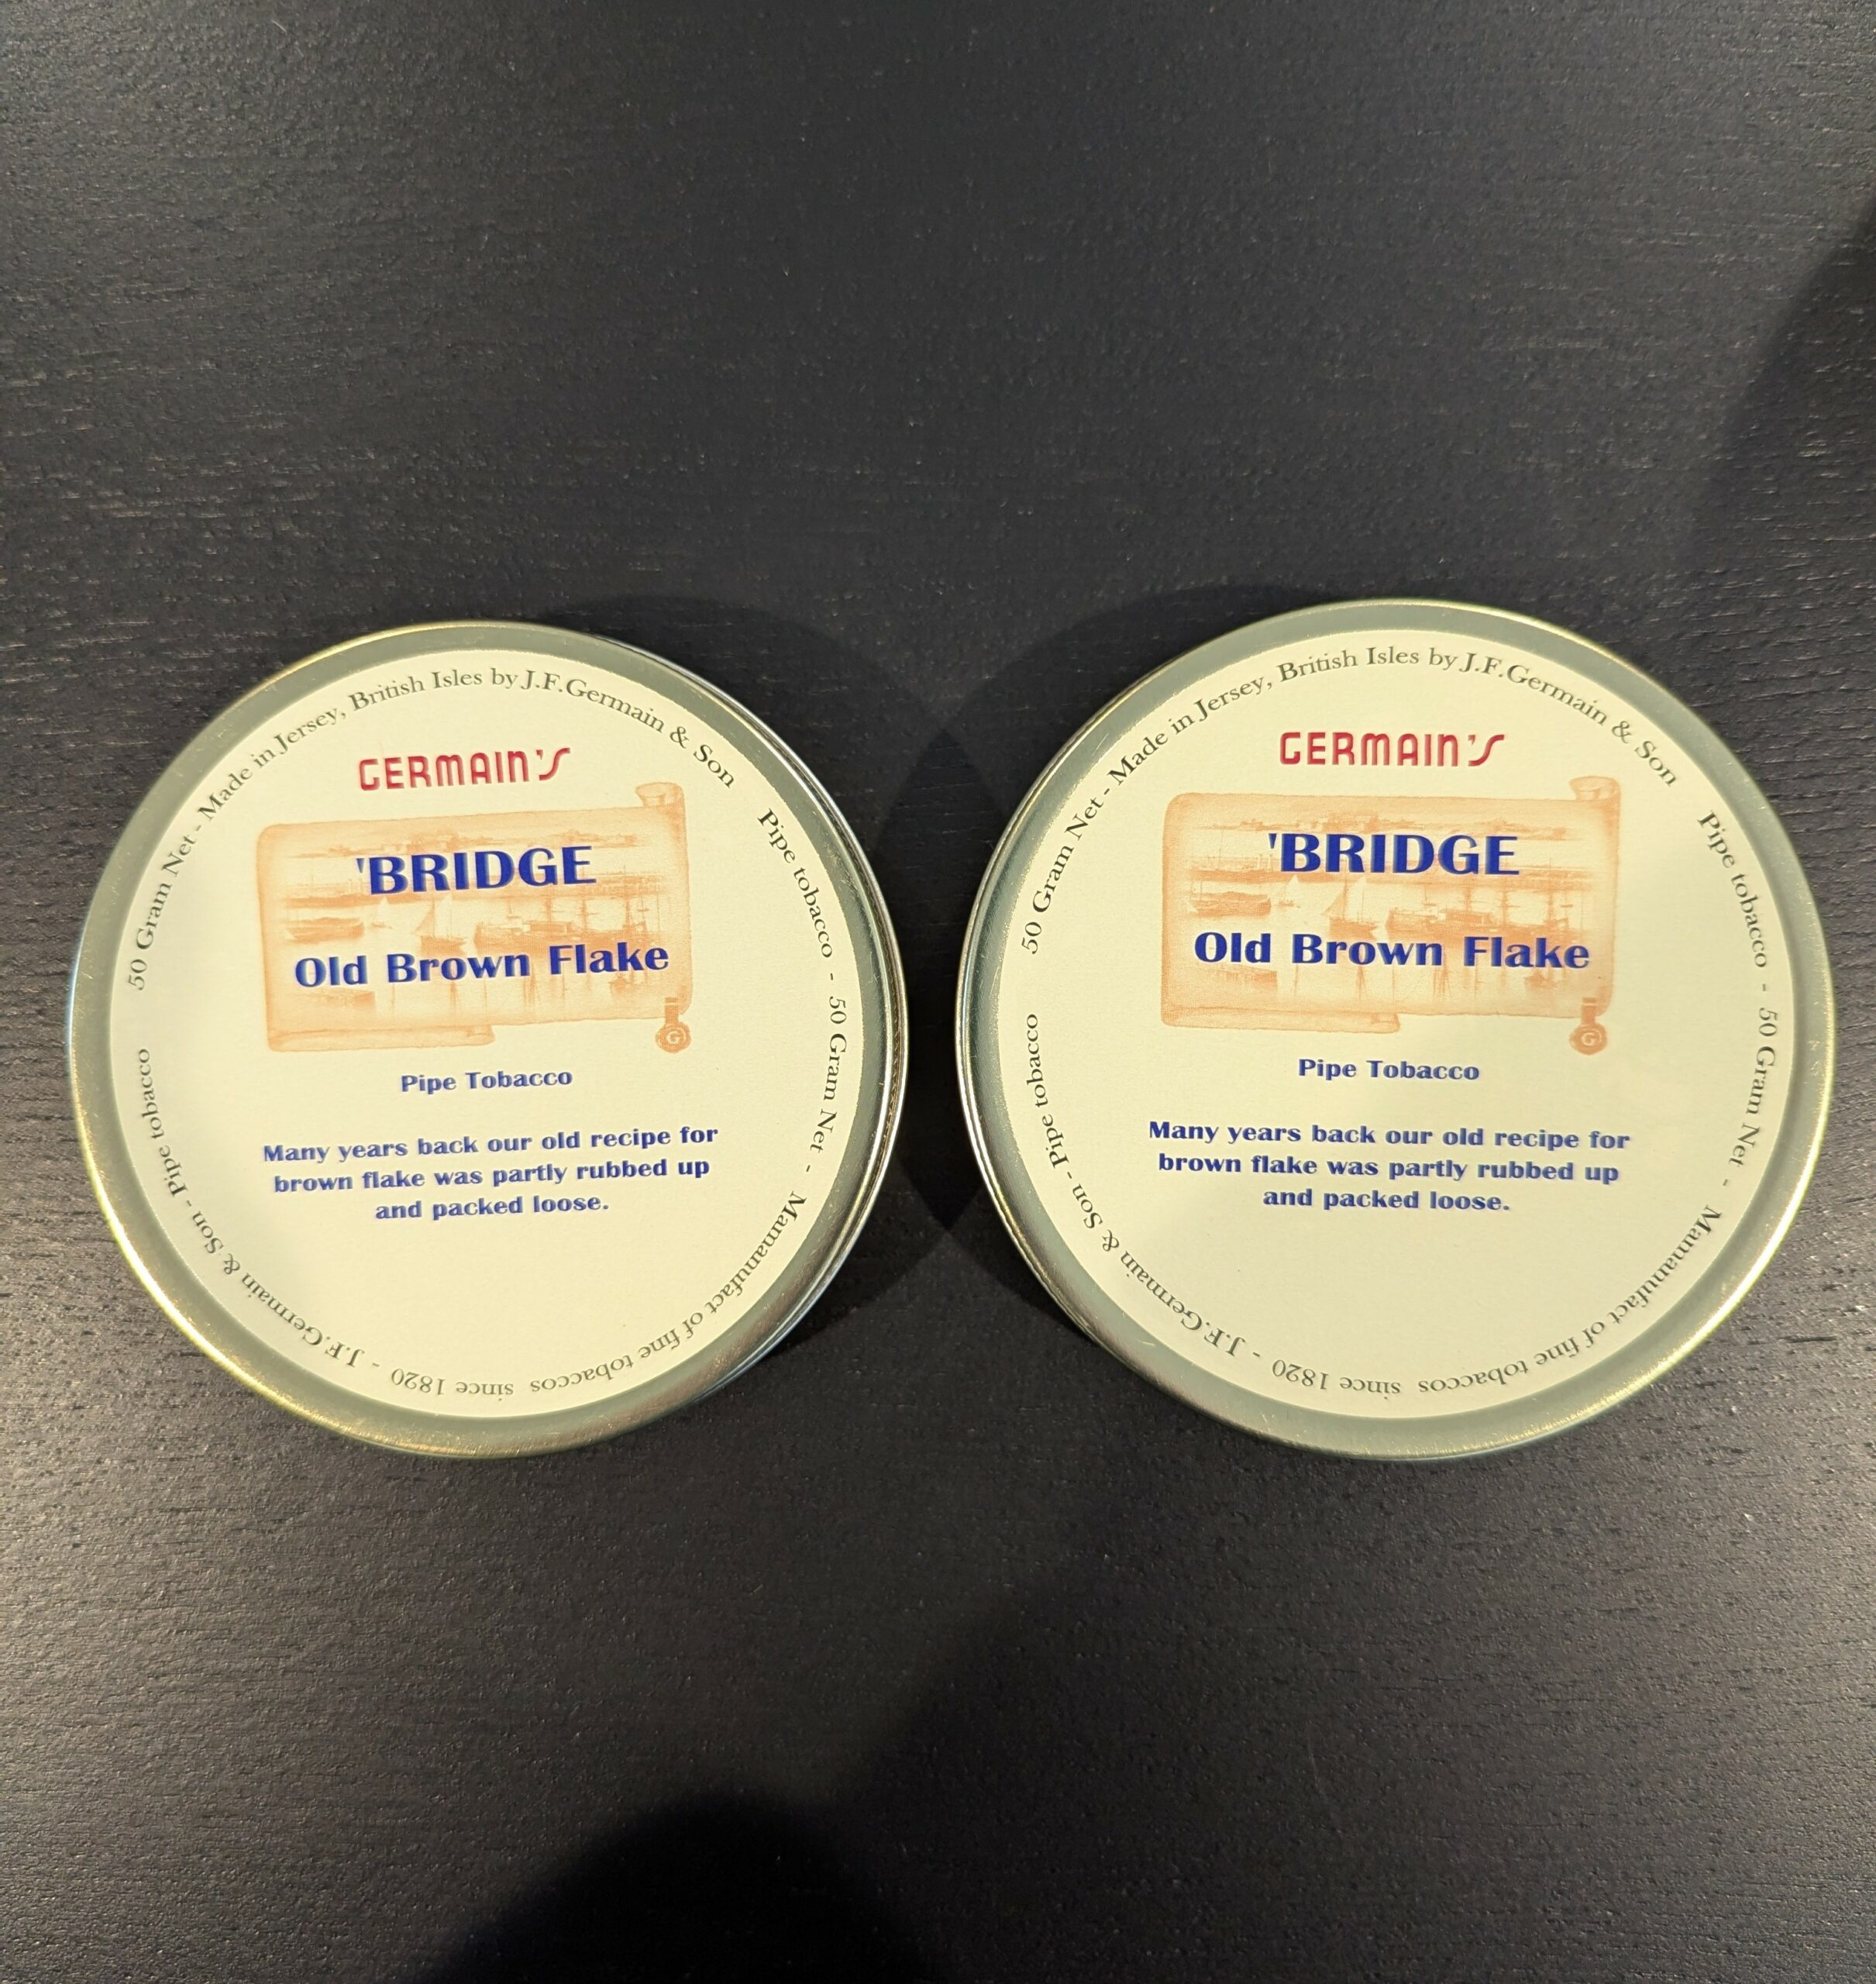 50 Gram Net - Made in Jersey, British Isles by J.F.Germain & Son
Pipe tobacco - 50 Gram Net - Mamanufact of fine tobaccos since 1820 - J.F.Germain & Son - Pipe tobacco
GERMAIN'S
'BRIDGE
Old Brown Flake
G
Pipe Tobacco
Many years back our old recipe for
brown flake was partly rubbed up
and packed loose.
50 Gram Net - Made in Jersey, British Isles by J.F.Germain & Son
Pipe tobacco - 50 Gram Net - Mamanufact of fine tobaccos since 1820 - J.F.Germain & Son - Pipe tobacco
GERMAIN'S
'BRIDGE
Old Brown Flake
G
Pipe Tobacco
Many years back our old recipe for
brown flake was partly rubbed up
and packed loose.